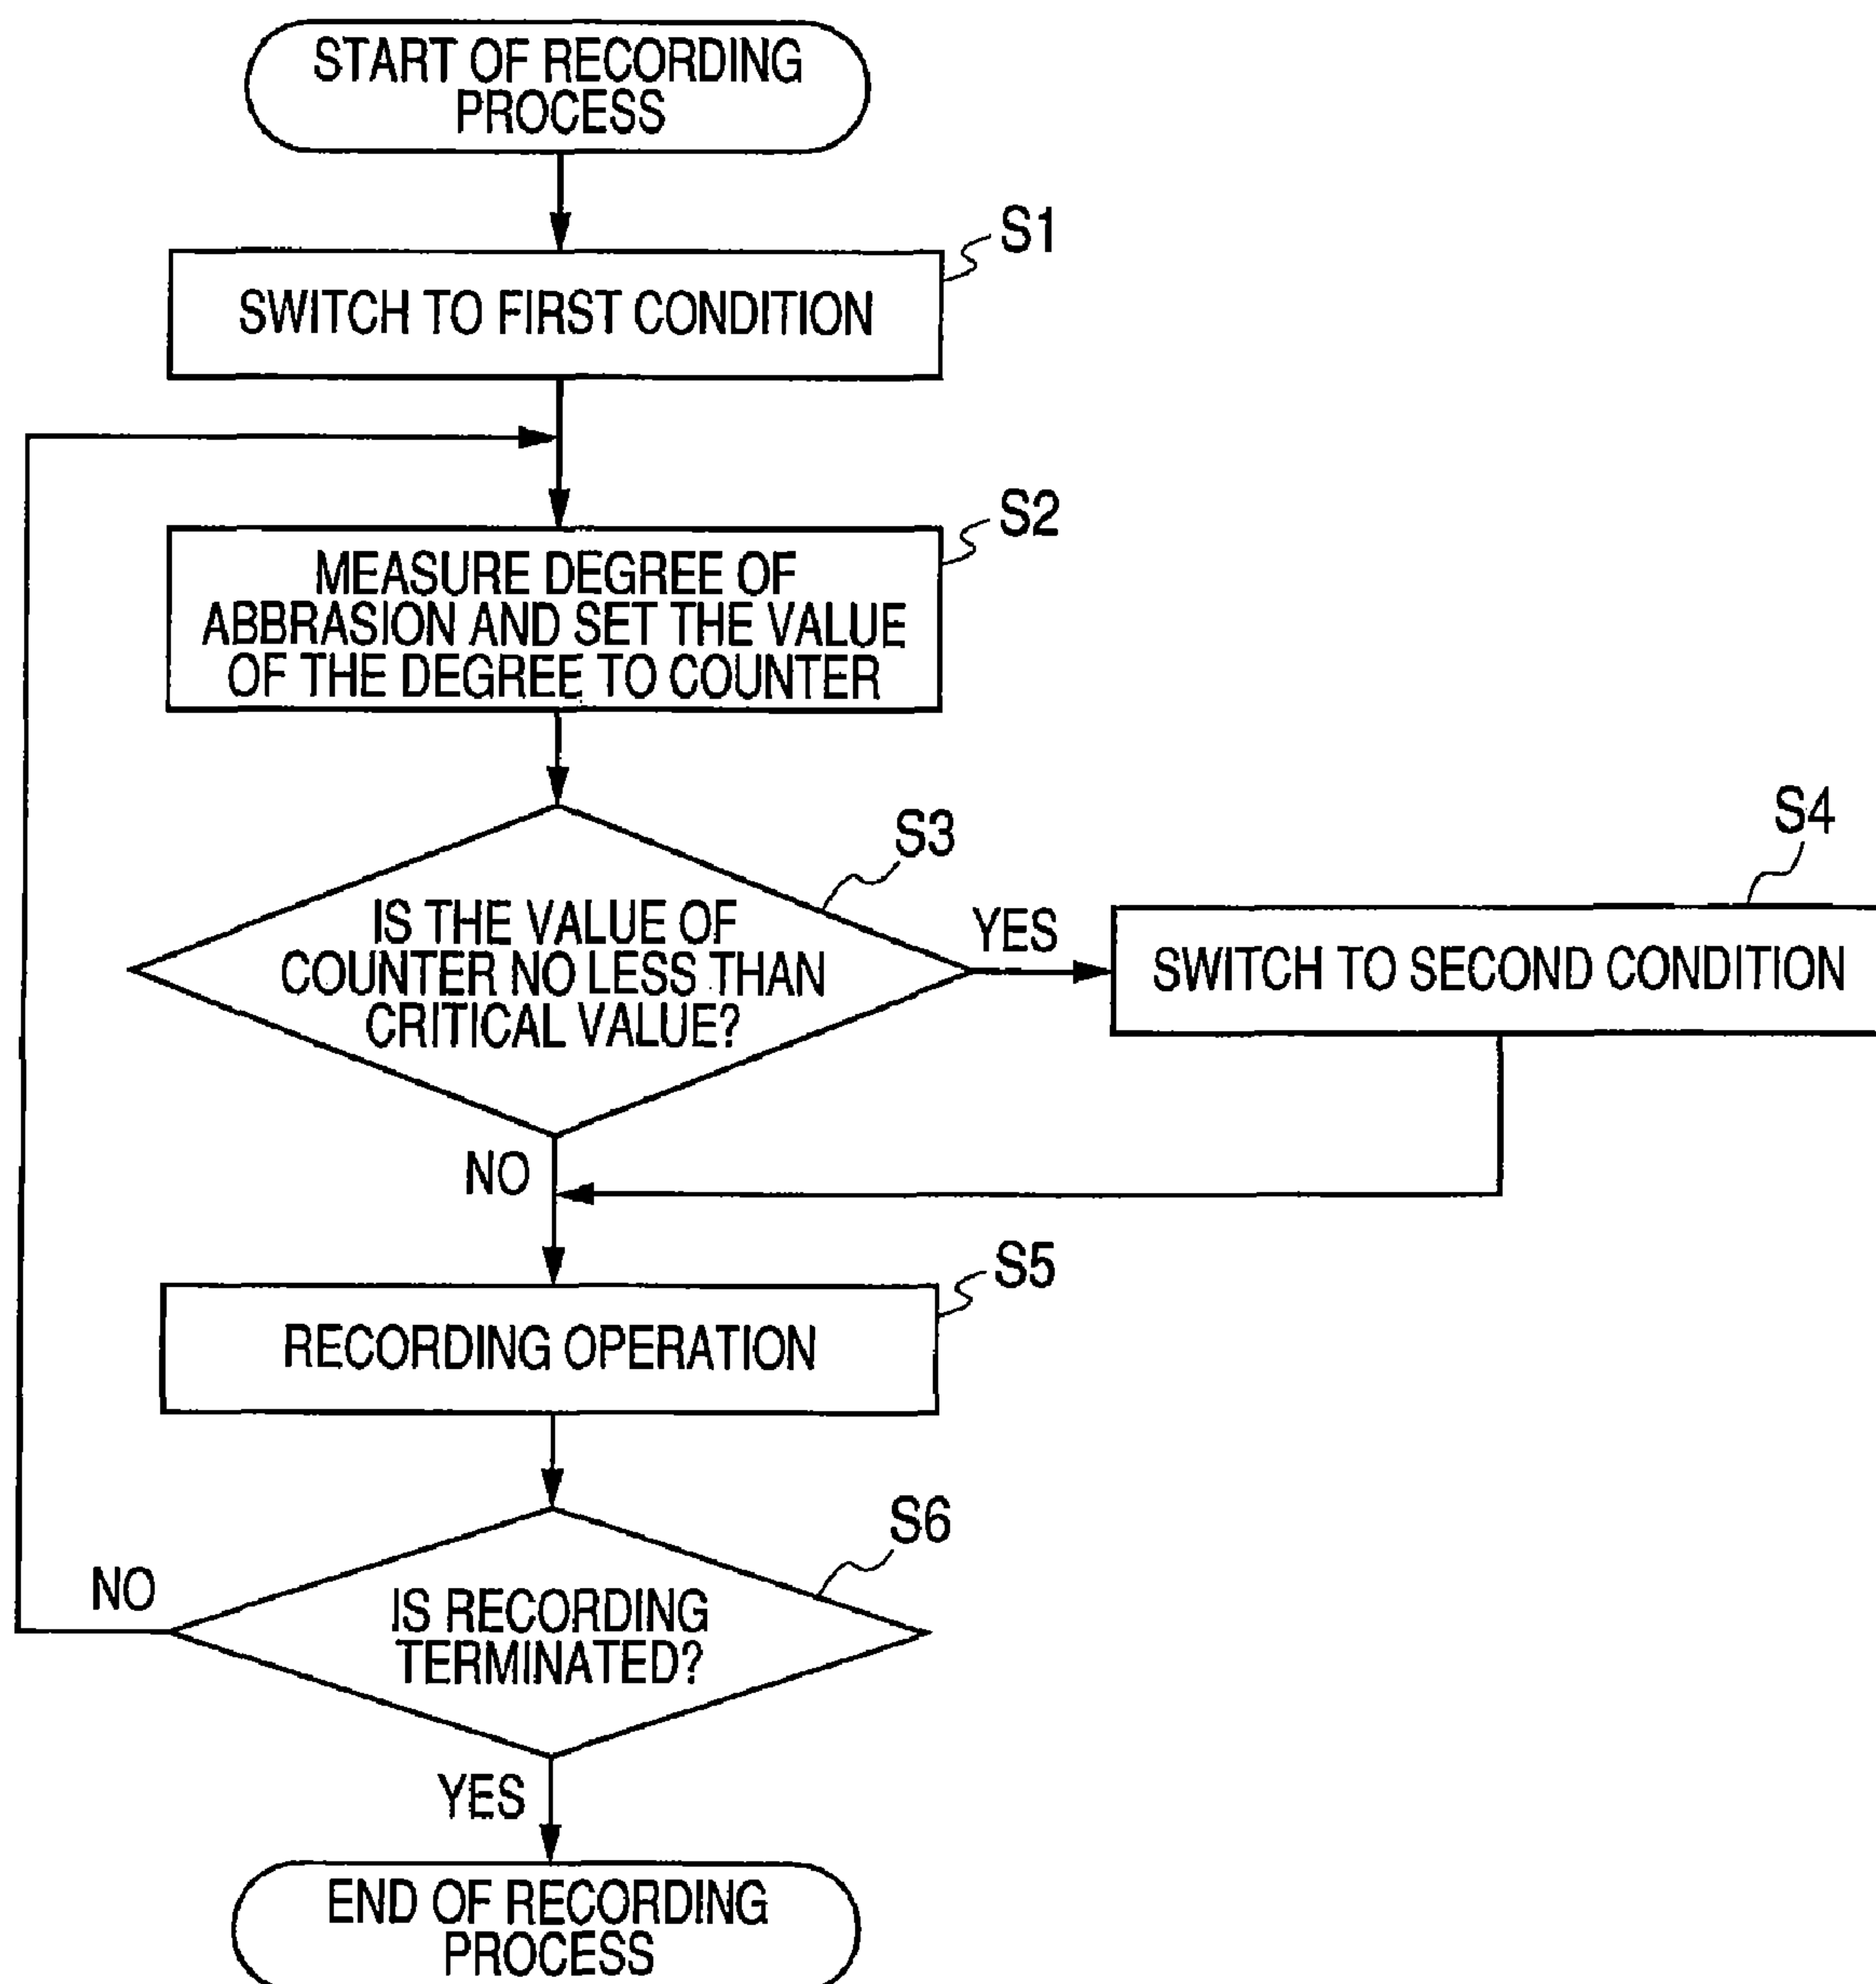 START OF RECORDING
PROCESS
S1
SWITCH TO FIRST CONDITION
S2
MEASURE DEGREE OF
ABBRASION AND SET THE VALUE
OF THE DEGREE TO COUNTER
S3
IS THE VALUE OF
COUNTER NO LESS THAN
CRITICAL VALUE?
YES
S4
SWITCH TO SECOND CONDITION
NO
S5
RECORDING OPERATION
S6
IS RECORDING
TERMINATED?
NO
YES
END OF RECORDING
PROCESS